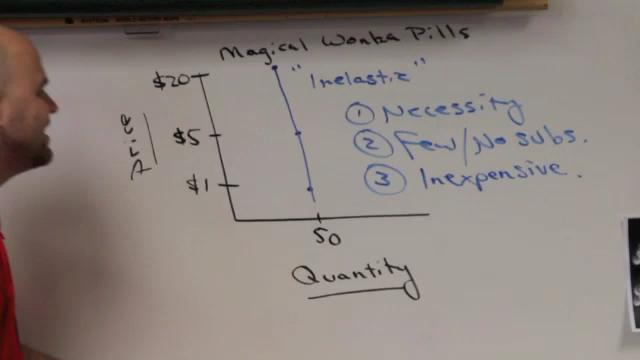 Magical Wonka Pills
$20
"Inelastic"
① Necessity
Price
$5
② Few/No subs.
$1
③ Inexpensive.
50
Quantity